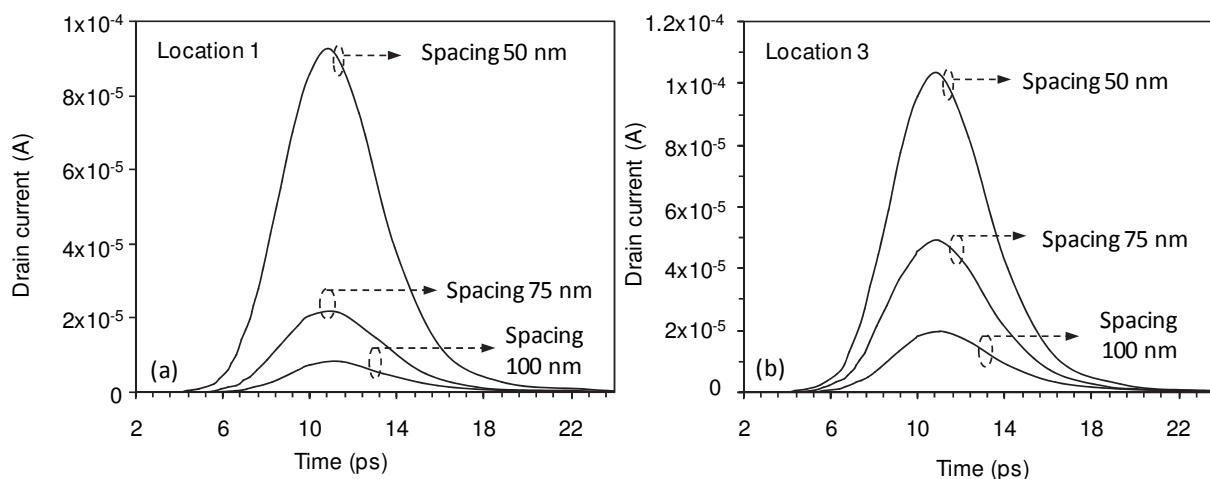 1x10⁻⁴
8x10⁻⁵
6x10⁻⁵
4x10⁻⁵
2x10⁻⁵
0
Drain current (A)
Location 1
Spacing 50 nm
Spacing 75 nm
Spacing
100 nm
(a)
2
6
10
14
18
22
Time (ps)
1.2x10⁻⁴
1x10⁻⁴
8x10⁻⁵
6x10⁻⁵
4x10⁻⁵
2x10⁻⁵
0
Drain current (A)
Location 3
Spacing 50 nm
Spacing 75 nm
Spacing
100 nm
(b)
2
6
10
14
18
22
Time (ps)